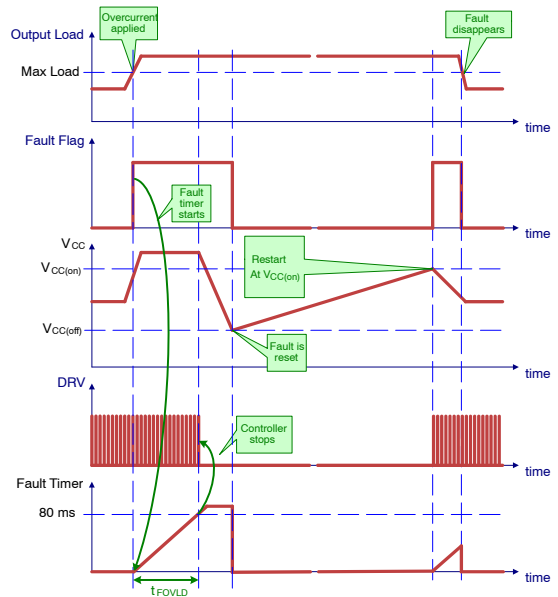 Overcurrent
applied
Fault
disappears
Output Load
Max Load
time
Fault Flag
Fault
timer
starts
time
VCC
VCC(on)
Restart
At VCC(on)
VCC(off)
Fault is
reset
time
DRV
Controller
stops
time
Fault Timer
80 ms
time
tFOVLD